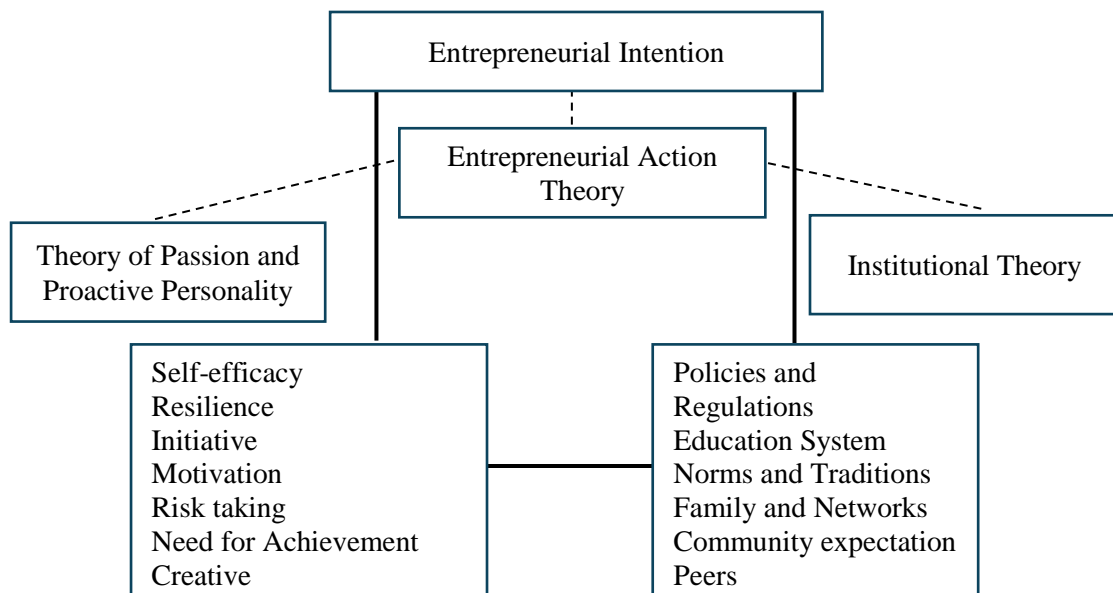 Entrepreneurial Intention
Entrepreneurial Action
Theory
Theory of Passion and
Proactive Personality
Institutional Theory
Self-efficacy
Resilience
Initiative
Motivation
Risk taking
Need for Achievement
Creative
Policies and
Regulations
Education System
Norms and Traditions
Family and Networks
Community expectation
Peers